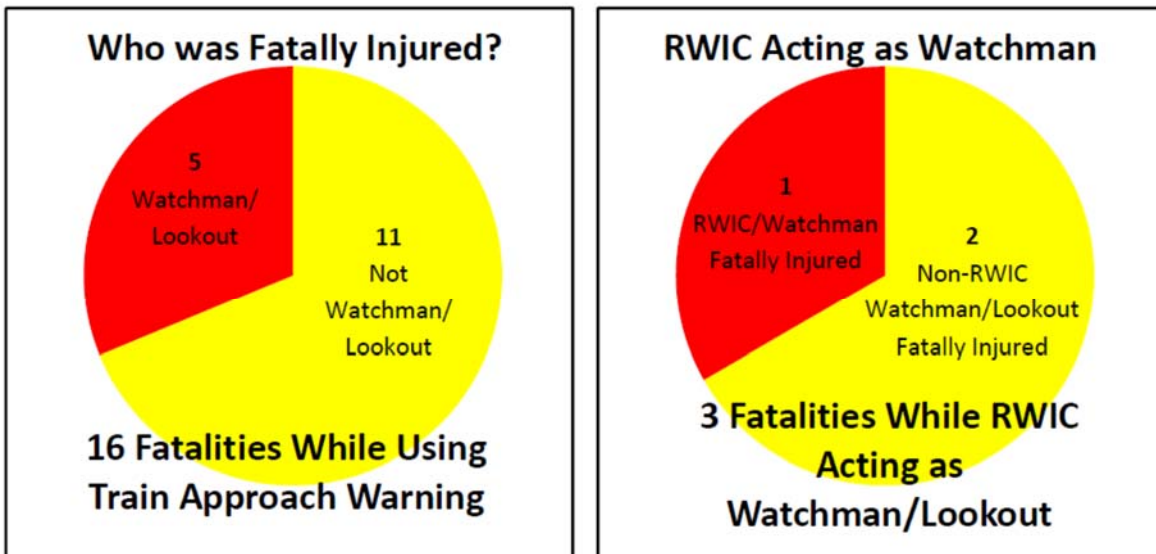 Who was Fatally Injured?
5
Watchman/
Lookout
11
Not
Watchman/
Lookout
16 Fatalities While Using
Train Approach Warning
RWIC Acting as Watchman
1
RWIC/Watchman
Fatally Injured
2
Non-RWIC
Watchman/Lookout
Fatally Injured
3 Fatalities While RWIC
Acting as
Watchman/Lookout